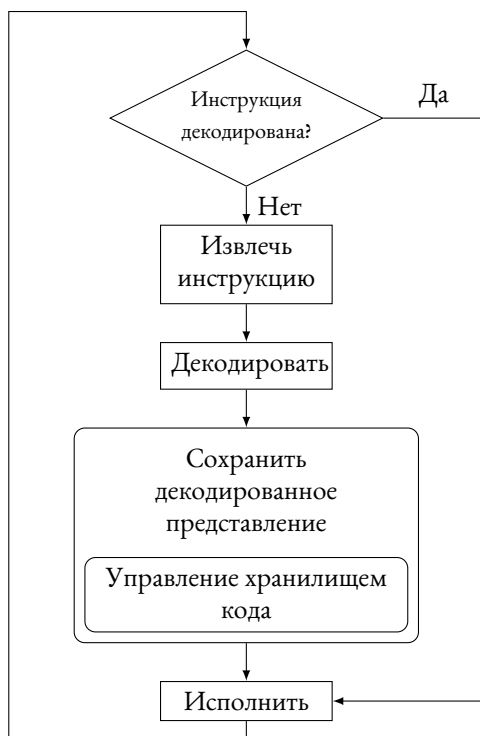 Инструкция
декодирована?
Да
Нет
Извлечь
инструкцию
Декодировать
Сохранить
декодированное
представление
Управление хранилищем
кода
Исполнить